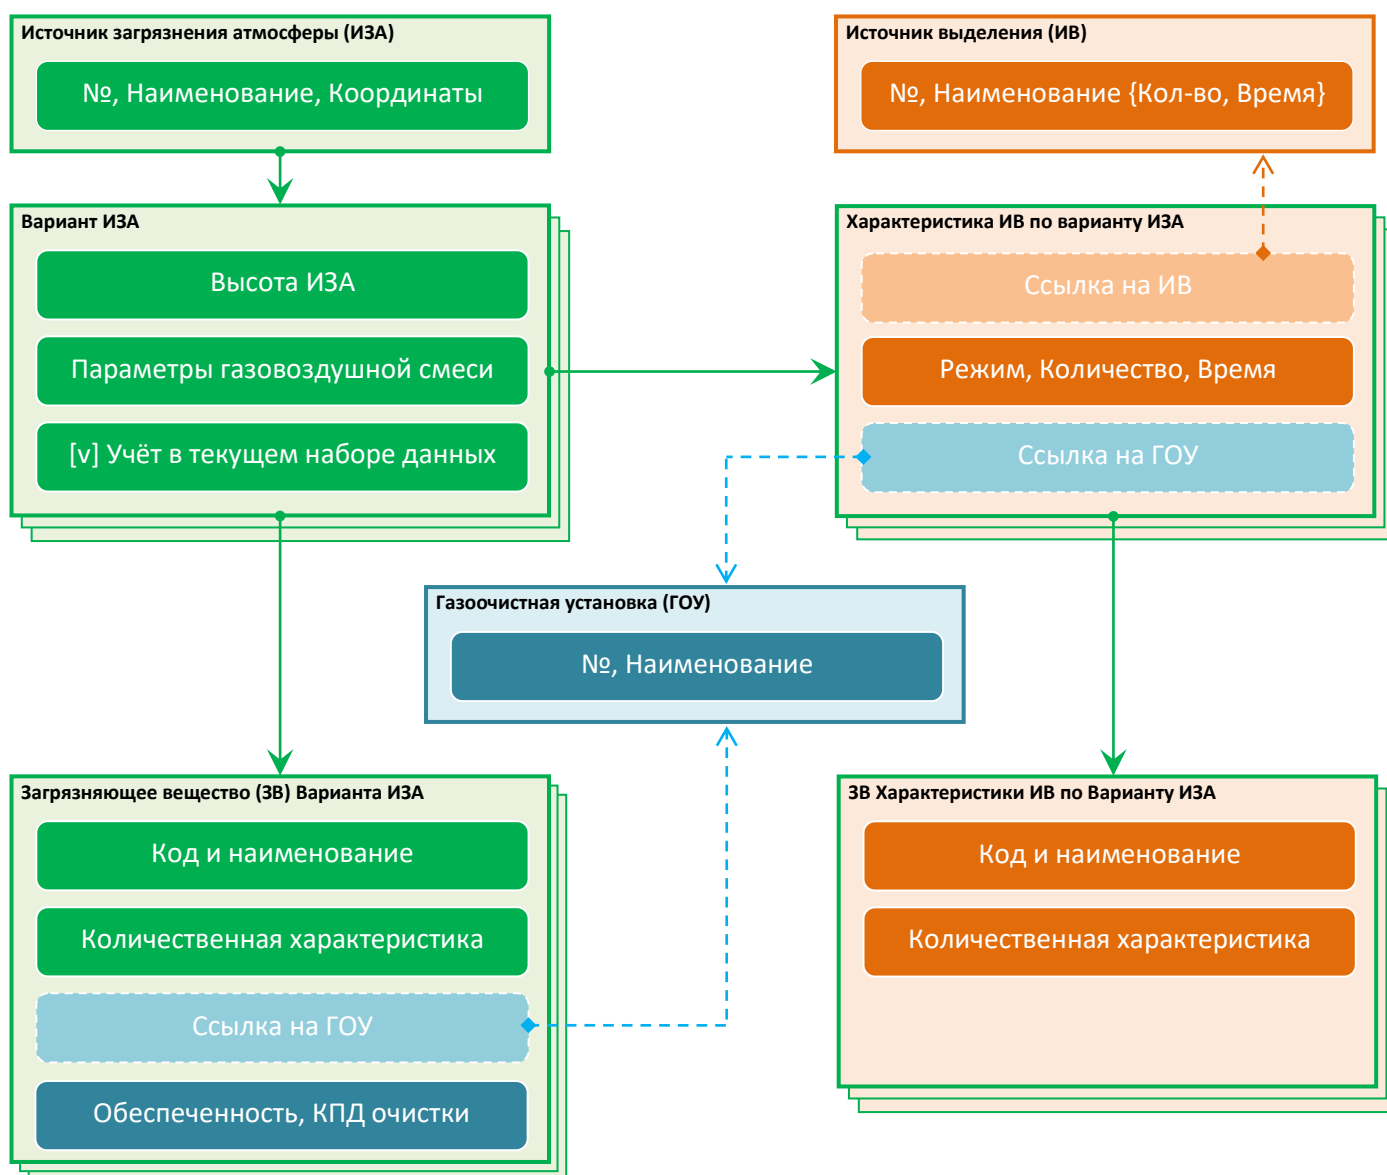 Источник загрязнения атмосферы (ИЗА)
№, Наименование, Координаты
Источник выделения (ИВ)
№, Наименование {Кол-во, Время}
Вариант ИЗА
Высота ИЗА
Параметры газовоздушной смеси
[v] Учёт в текущем наборе данных
Характеристика ИВ по варианту ИЗА
Ссылка на ИВ
Режим, Количество, Время
Ссылка на ГОУ
Газоочистная установка (ГОУ)
№, Наименование
Загрязняющее вещество (ЗВ) Варианта ИЗА
Код и наименование
Количественная характеристика
Ссылка на ГОУ
Обеспеченность, КПД очистки
ЗВ Характеристики ИВ по Варианту ИЗА
Код и наименование
Количественная характеристика